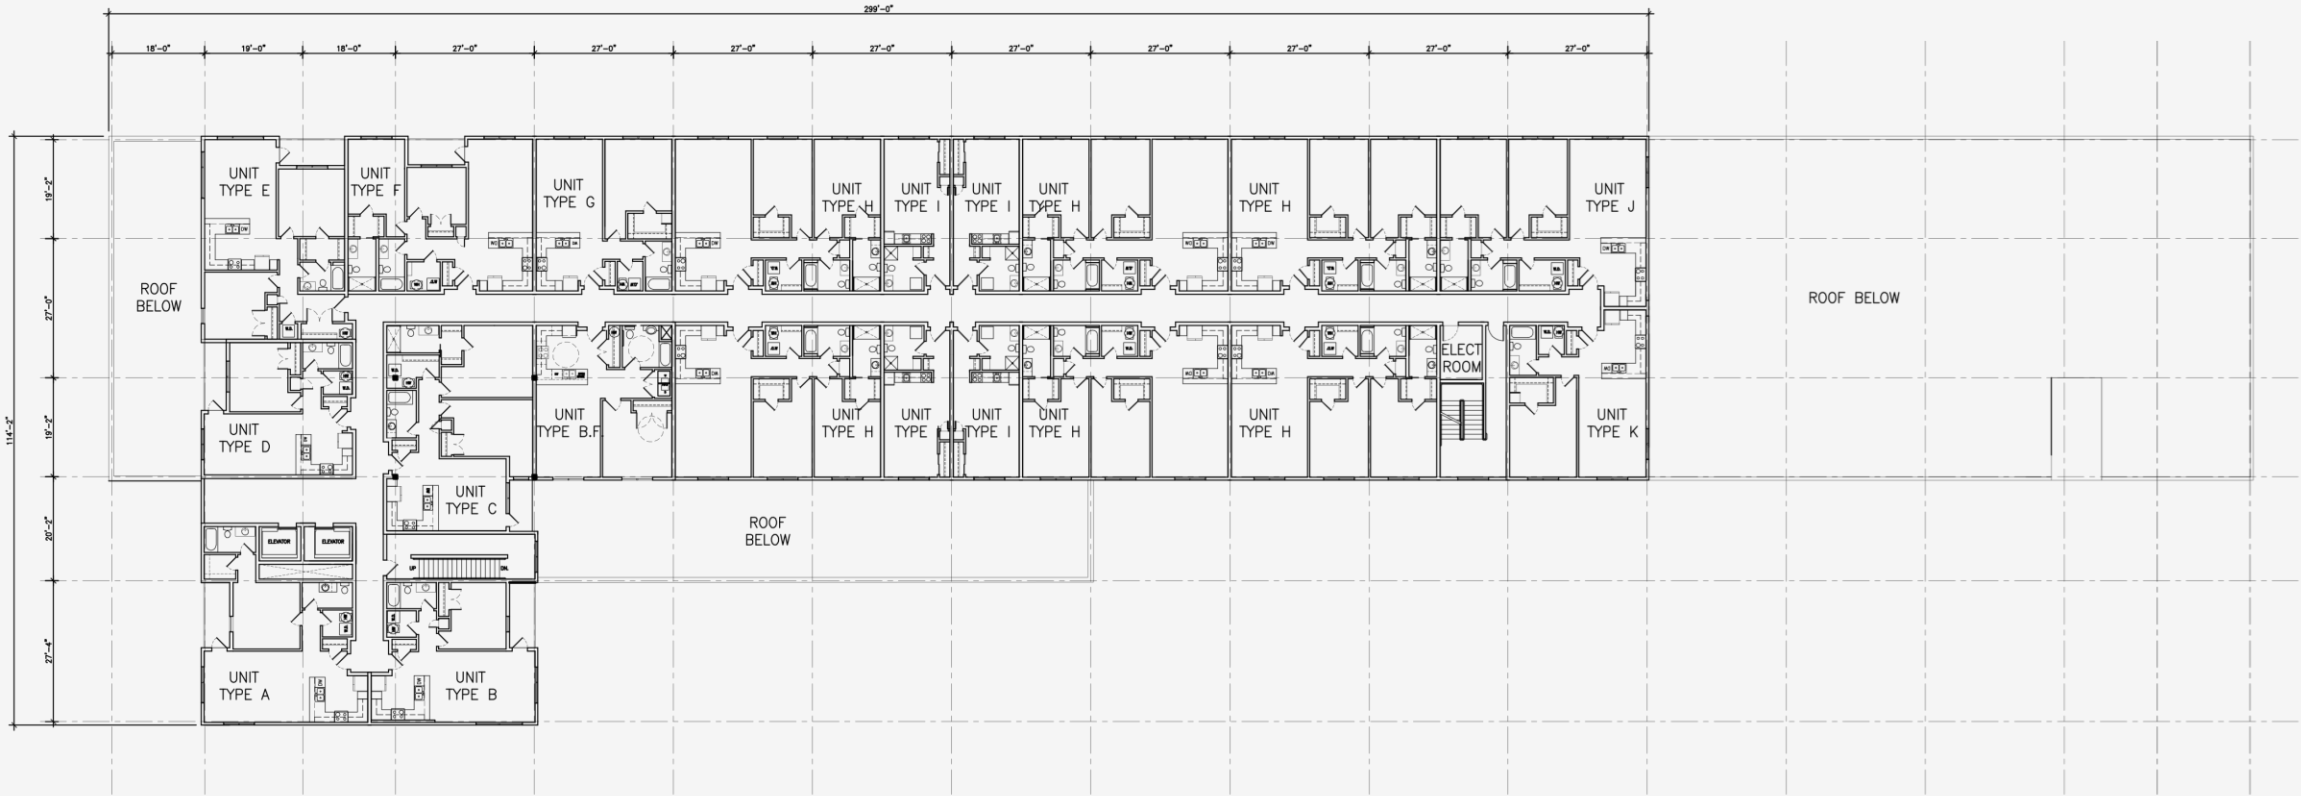 299'-0"
18'-0" 19'-0" 18'-0" 27'-0" 27'-0" 27'-0" 27'-0" 27'-0" 27'-0" 27'-0" 27'-0" 27'-0"
114'-2"
19'-2"
27'-0"
19'-2"
20'-2"
27'-4"
UNIT
TYPE E
UNIT
TYPE F
UNIT
TYPE G
UNIT
TYPE H
UNIT
TYPE I
UNIT
TYPE I
UNIT
TYPE H
UNIT
TYPE H
UNIT
TYPE J
ROOF
BELOW
ROOF BELOW
ELECT
ROOM
UNIT
TYPE D
UNIT
TYPE B.F.
UNIT
TYPE H
UNIT
TYPE I
UNIT
TYPE I
UNIT
TYPE H
UNIT
TYPE H
UNIT
TYPE K
UNIT
TYPE C
ROOF
BELOW
ELEVATOR
ELEVATOR
UP
DN.
UNIT
TYPE A
UNIT
TYPE B